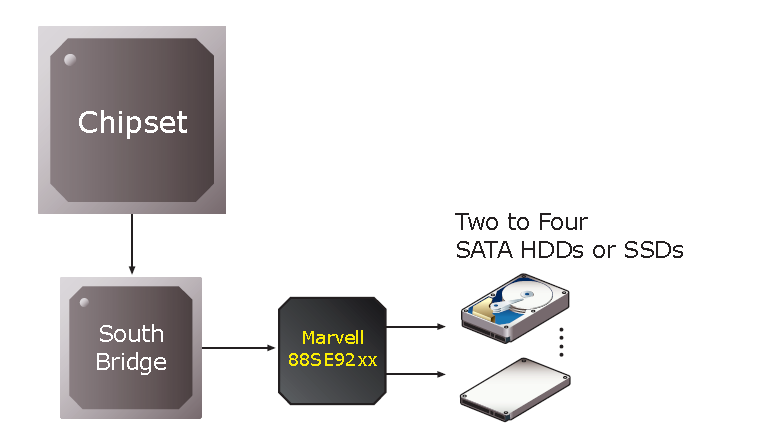 Chipset
Two to Four
SATA HDDs or SSDs
South
Bridge
Marvell
88SE92xx